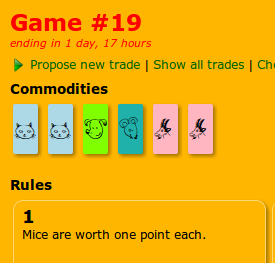 Game #19
ending in 1 day, 17 hours
Propose new trade | Show all trades | Che
Commodities
Rules
1
Mice are worth one point each.